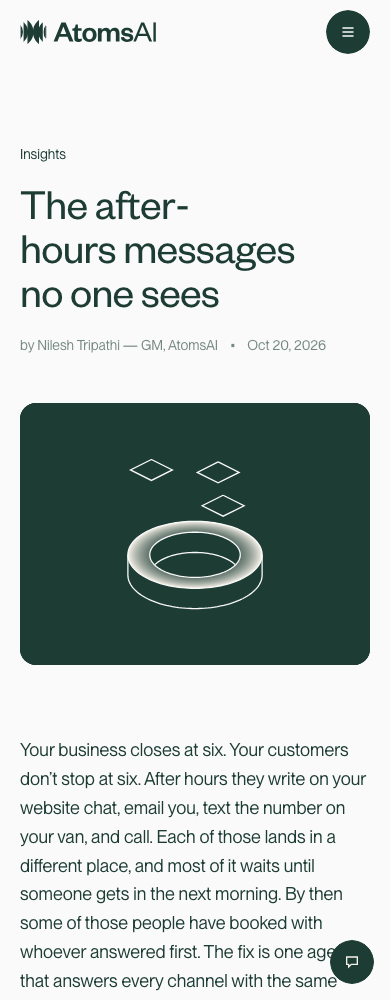 AtomsAI
Insights
The after-
hours messages
no one sees
by Nilesh Tripathi — GM, AtomsAI • Oct 20, 2026
Your business closes at six. Your customers
don't stop at six. After hours they write on your
website chat, email you, text the number on
your van, and call. Each of those lands in a
different place, and most of it waits until
someone gets in the next morning. By then
some of those people have booked with
whoever answered first. The fix is one age
that answers every channel with the same